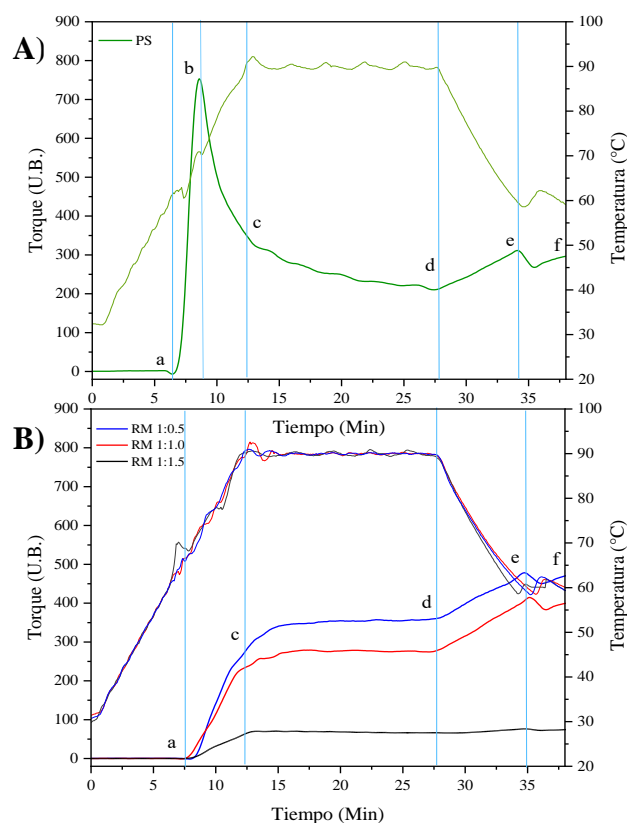 A)
PS
Torque (U.B.)
900
800
700
600
500
400
300
200
100
0
a
b
c
d
e
f
100
90
80
70
60
50
40
30
20
Temperatura (°C)
0 5 10 15 20 25 30 35
Tiempo (Min)
B)
RM 1:0.5
RM 1:1.0
RM 1:1.5
Torque (U.B.)
900
800
700
600
500
400
300
200
100
0
a
c
d
e
f
100
90
80
70
60
50
40
30
20
Temperatura (°C)
0 5 10 15 20 25 30 35
Tiempo (Min)